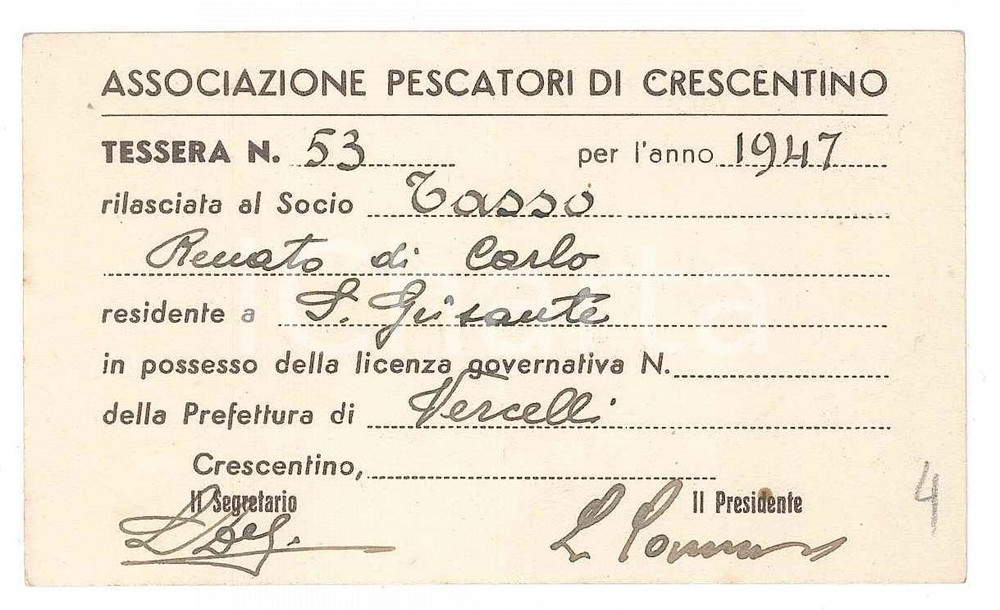 ASSOCIAZIONE PESCATORI DI CRESCENTINO
TESSERA N. 53 per l'anno 1947
rilasciata al Socio Tasso
Renato di Carlo
residente a S. Grisante
in possesso della licenza governativa N.
della Prefettura di Vercelli
Crescentino,
Il Segretario Il Presidente
4